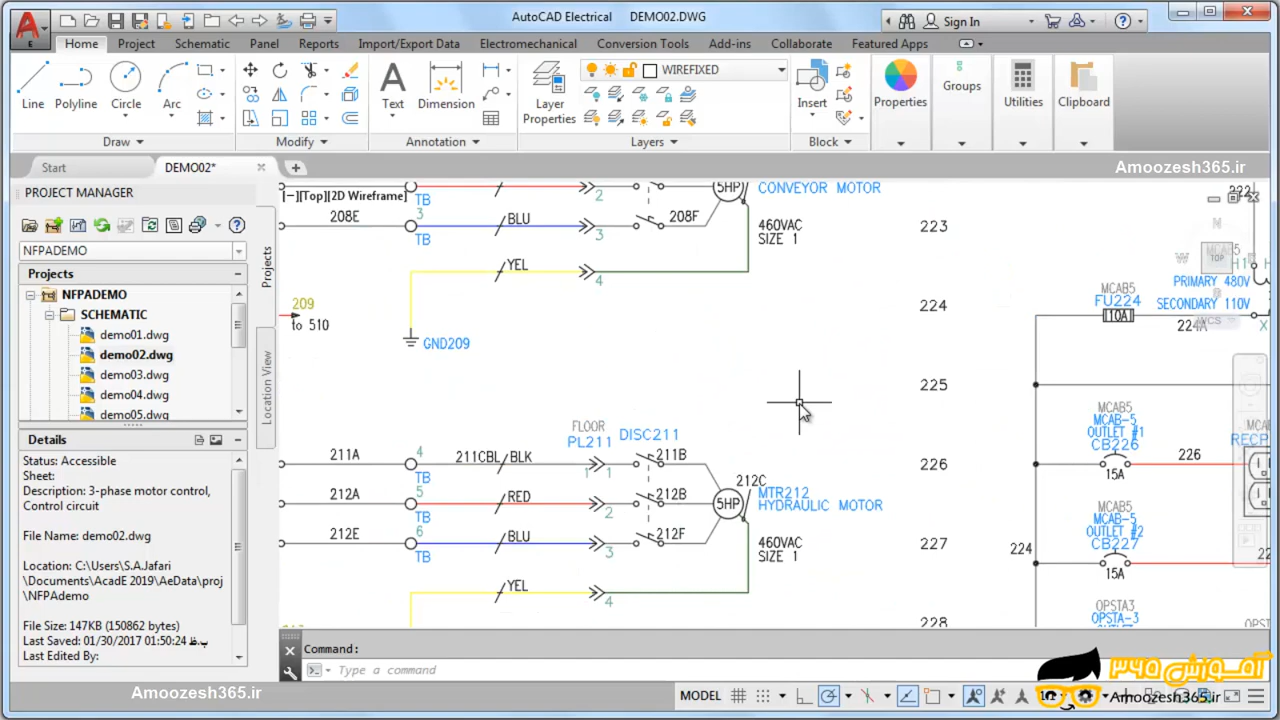 AutoCAD Electrical DEMO02.DWG
Sign In
Home Project Schematic Panel Reports Import/Export Data Electromechanical Conversion Tools Add-ins Collaborate Featured Apps
WIREFIXED
Line Polyline Circle Arc
Text Dimension
Layer Properties
Insert
Properties
Groups
Utilities
Clipboard
Draw Modify Annotation Layers Block
Start DEMO02*
Amoozesh365.ir
PROJECT MANAGER
NFPADEMO
Projects
NFPADEMO
SCHEMATIC
demo01.dwg
demo02.dwg
demo03.dwg
demo04.dwg
demo05.dwg
Projects
Location View
Details
Status: Accessible
Sheet:
Description: 3-phase motor control,
Control circuit
File Name: demo02.dwg
Location: C:\Users\S.A.Jafari
\Documents\AcadE 2019\AeData\proj
\NFPAdemo
File Size: 147KB (150862 bytes)
Last Saved: 01/30/2017 01:50:24 ب.ظ
Last Edited By:
[−][Top][2D Wireframe]
TB 2 5HP CONVEYOR MOTOR
208E 3 BLU 208F
TB 3
460VAC
SIZE 1
223
YEL
4
209
to 510
GND209
224
225
FLOOR
PL211 DISC211
211A 4 211CBL BLK 1 1 211B
TB
226
212A 5 RED 212B 5HP 212C
TB 2
MTR212
HYDRAULIC MOTOR
212E 6 BLU 212F
TB 3
460VAC
SIZE 1
227
YEL
4
228
MCAB5
FU224
10A
224A
PRIMARY 480V
SECONDARY 110V
TOP
W
N
WCS
MCAB5
OUTLET #1
CB226
15A
226
MCAB-5
OUTLET #2
CB227
15A
224
OPSTA3
OPSTA-3
Command:
Type a command
MODEL
آموزش ۳۶۵
Amoozesh365.ir
Amoozesh365.ir